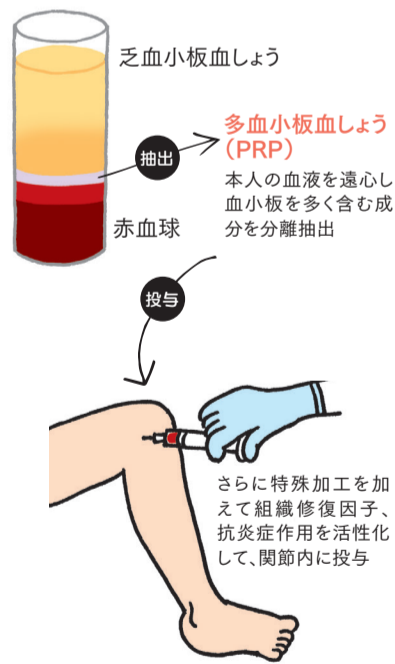 乏血小板血しょう
抽出
多血小板血しょう
（PRP）
本人の血液を遠心し
血小板を多く含む成
分を分離抽出
赤血球
投与
さらに特殊加工を加
えて組織修復因子、
抗炎症作用を活性化
して、関節内に投与